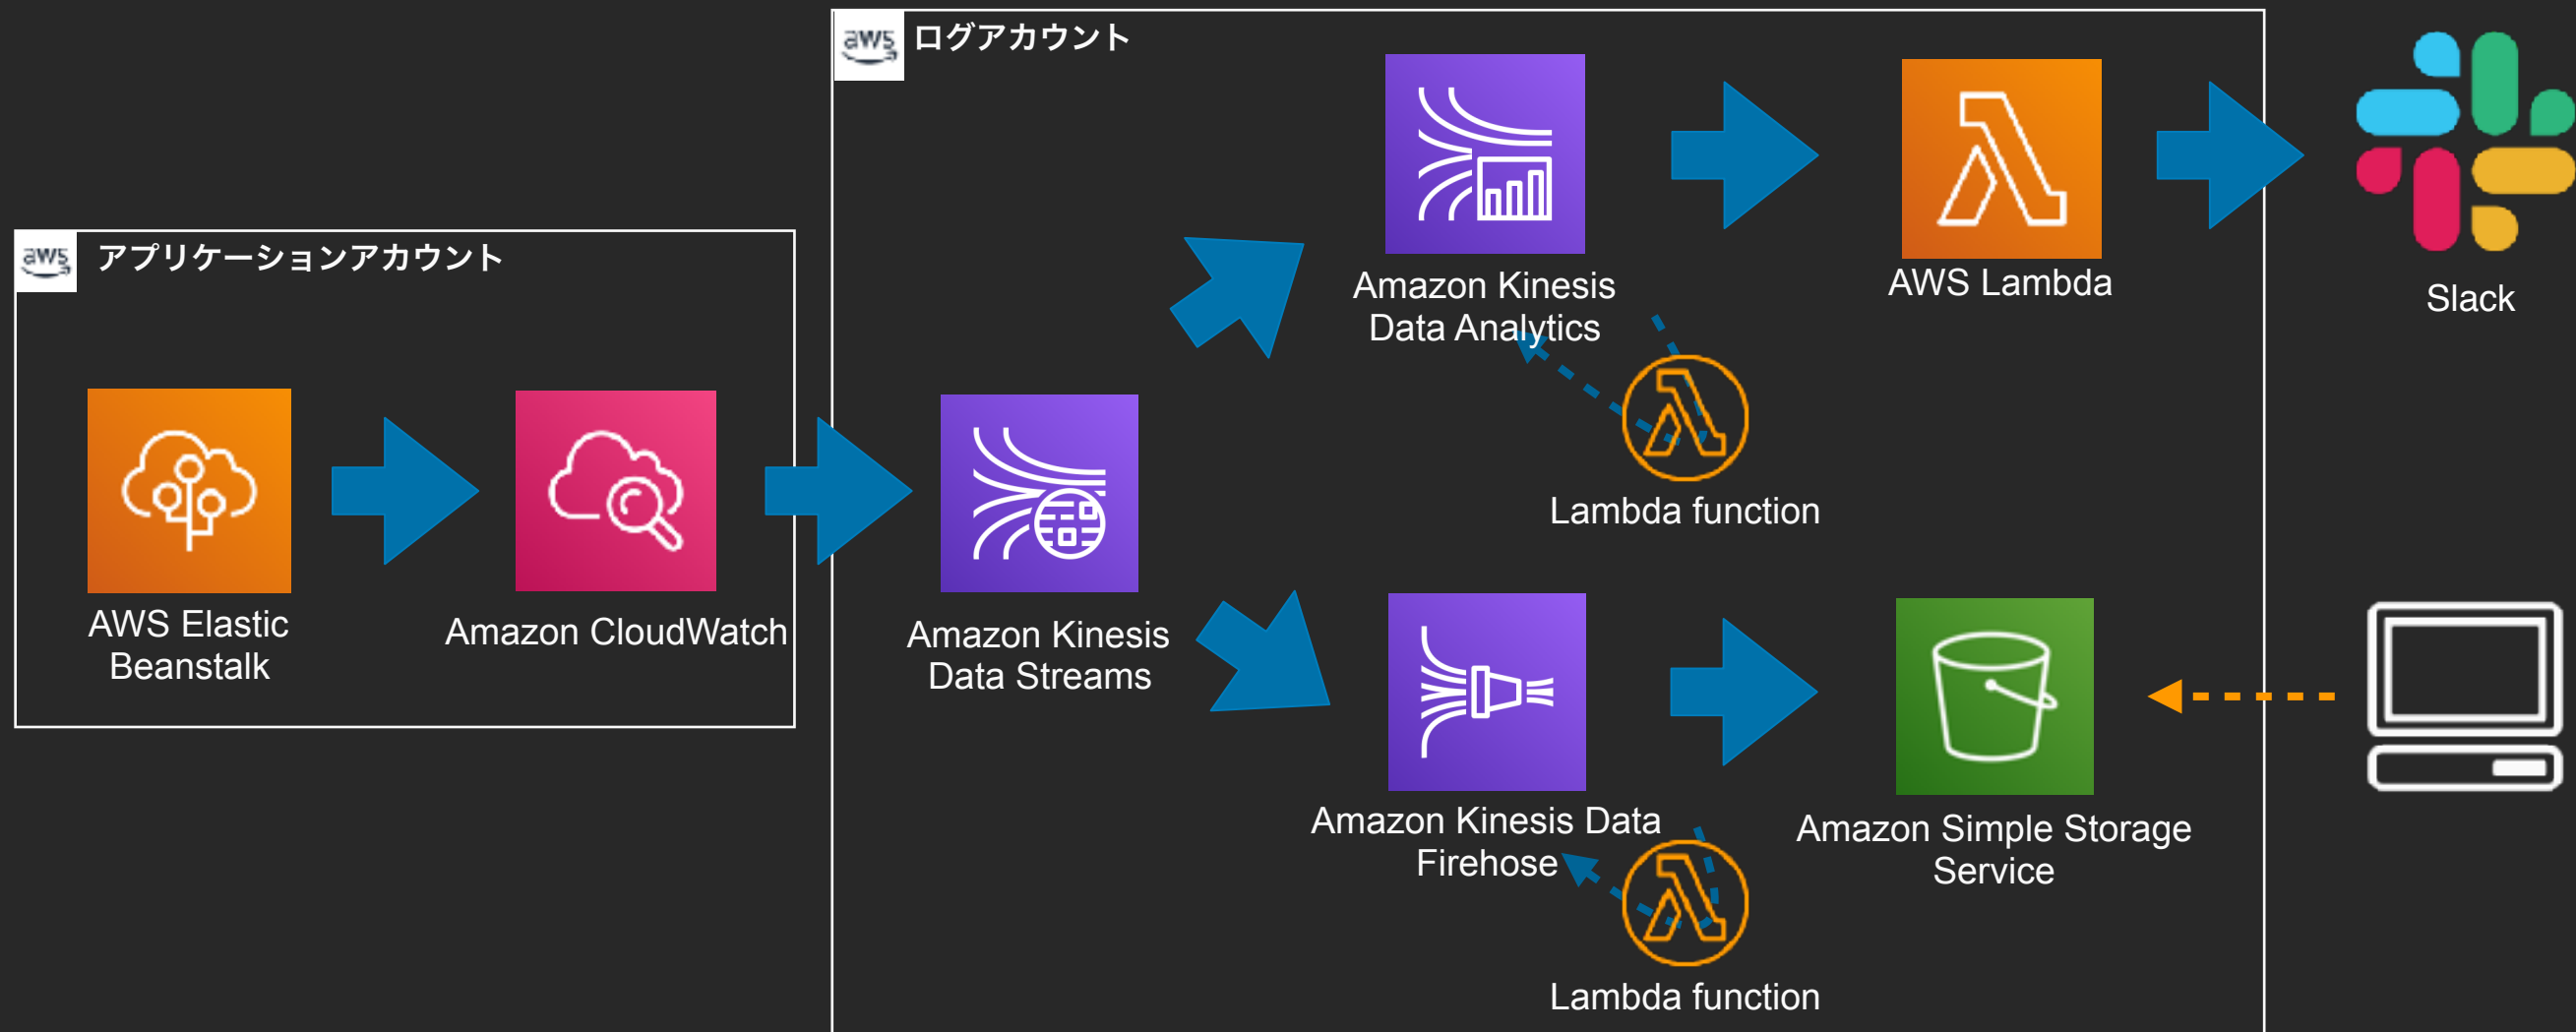 aws ログアカウント
aws アプリケーションアカウント
AWS Elastic
Beanstalk
Amazon CloudWatch
Amazon Kinesis
Data Streams
Amazon Kinesis
Data Analytics
Lambda function
AWS Lambda
Slack
Amazon Kinesis Data
Firehose
Lambda function
Amazon Simple Storage
Service